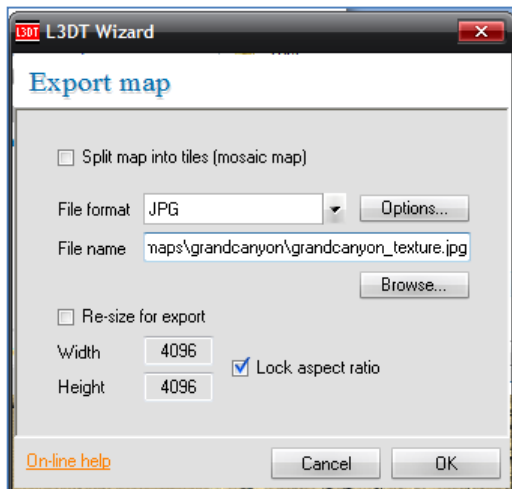 L3DT L3DT Wizard
Export map
Split map into tiles (mosaic map)
File format JPG Options...
File name maps\grandcanyon\grandcanyon_texture.jpg
Browse...
Re-size for export
Width 4096
Lock aspect ratio
Height 4096
On-line help Cancel OK